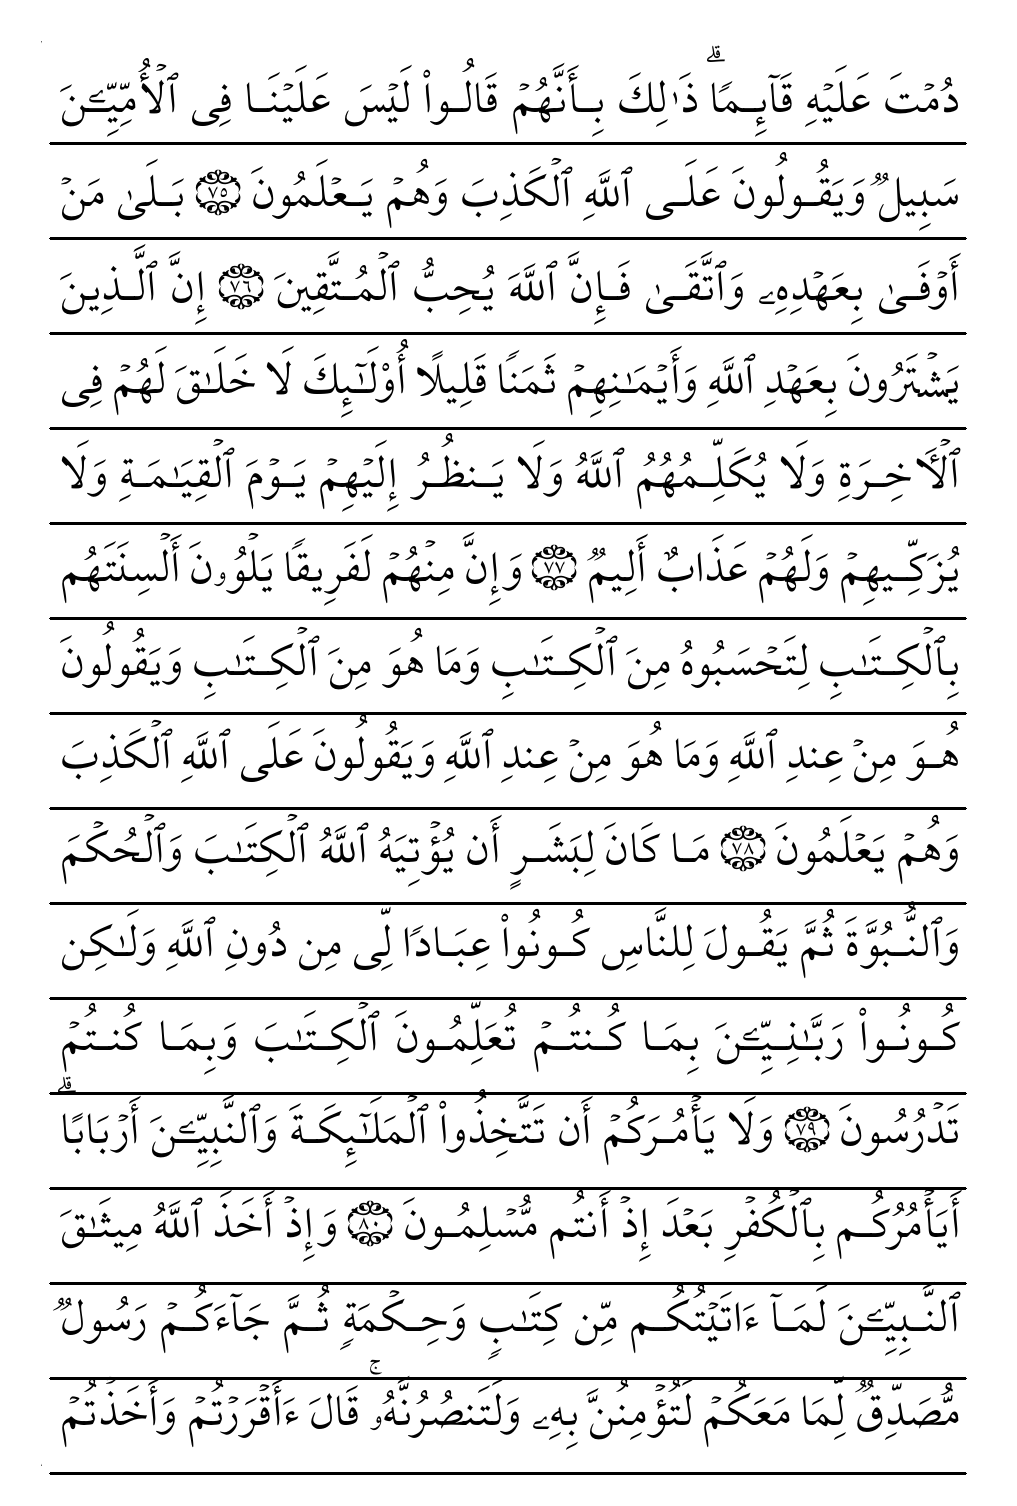 دُمۡتَ عَلَيۡهِ قَآئِمًاۗ ذَٰلِكَ بِأَنَّهُمۡ قَالُواْ لَيۡسَ عَلَيۡنَا فِي ٱلۡأُمِّيِّـۧنَ
سَبِيلٞ وَيَقُولُونَ عَلَى ٱللَّهِ ٱلۡكَذِبَ وَهُمۡ يَعۡلَمُونَ ٧٥ بَلَىٰ مَنۡ
أَوۡفَىٰ بِعَهۡدِهِۦ وَٱتَّقَىٰ فَإِنَّ ٱللَّهَ يُحِبُّ ٱلۡمُتَّقِينَ ٧٦ إِنَّ ٱلَّذِينَ
يَشۡتَرُونَ بِعَهۡدِ ٱللَّهِ وَأَيۡمَٰنِهِمۡ ثَمَنٗا قَلِيلًا أُوْلَٰٓئِكَ لَا خَلَٰقَ لَهُمۡ فِي
ٱلۡأٓخِرَةِ وَلَا يُكَلِّمُهُمُ ٱللَّهُ وَلَا يَنظُرُ إِلَيۡهِمۡ يَوۡمَ ٱلۡقِيَٰمَةِ وَلَا
يُزَكِّيهِمۡ وَلَهُمۡ عَذَابٌ أَلِيمٞ ٧٧ وَإِنَّ مِنۡهُمۡ لَفَرِيقٗا يَلۡوُۥنَ أَلۡسِنَتَهُم
بِٱلۡكِتَٰبِ لِتَحۡسَبُوهُ مِنَ ٱلۡكِتَٰبِ وَمَا هُوَ مِنَ ٱلۡكِتَٰبِ وَيَقُولُونَ
هُوَ مِنۡ عِندِ ٱللَّهِ وَمَا هُوَ مِنۡ عِندِ ٱللَّهِ وَيَقُولُونَ عَلَى ٱللَّهِ ٱلۡكَذِبَ
وَهُمۡ يَعۡلَمُونَ ٧٨ مَا كَانَ لِبَشَرٍ أَن يُؤۡتِيَهُ ٱللَّهُ ٱلۡكِتَٰبَ وَٱلۡحُكۡمَ
وَٱلنُّبُوَّةَ ثُمَّ يَقُولَ لِلنَّاسِ كُونُواْ عِبَادٗا لِّي مِن دُونِ ٱللَّهِ وَلَٰكِن
كُونُواْ رَبَّٰنِيِّـۧنَ بِمَا كُنتُمۡ تُعَلِّمُونَ ٱلۡكِتَٰبَ وَبِمَا كُنتُمۡ
تَدۡرُسُونَ ٧٩ وَلَا يَأۡمُرَكُمۡ أَن تَتَّخِذُواْ ٱلۡمَلَٰٓئِكَةَ وَٱلنَّبِيِّـۧنَ أَرۡبَابًاۗ
أَيَأۡمُرُكُم بِٱلۡكُفۡرِ بَعۡدَ إِذۡ أَنتُم مُّسۡلِمُونَ ٨٠ وَإِذۡ أَخَذَ ٱللَّهُ مِيثَٰقَ
ٱلنَّبِيِّـۧنَ لَمَآ ءَاتَيۡتُكُم مِّن كِتَٰبٖ وَحِكۡمَةٖ ثُمَّ جَآءَكُمۡ رَسُولٞ
مُّصَدِّقٞ لِّمَا مَعَكُمۡ لَتُؤۡمِنُنَّ بِهِۦ وَلَتَنصُرُنَّهُۥۚ قَالَ ءَأَقۡرَرۡتُمۡ وَأَخَذۡتُمۡ